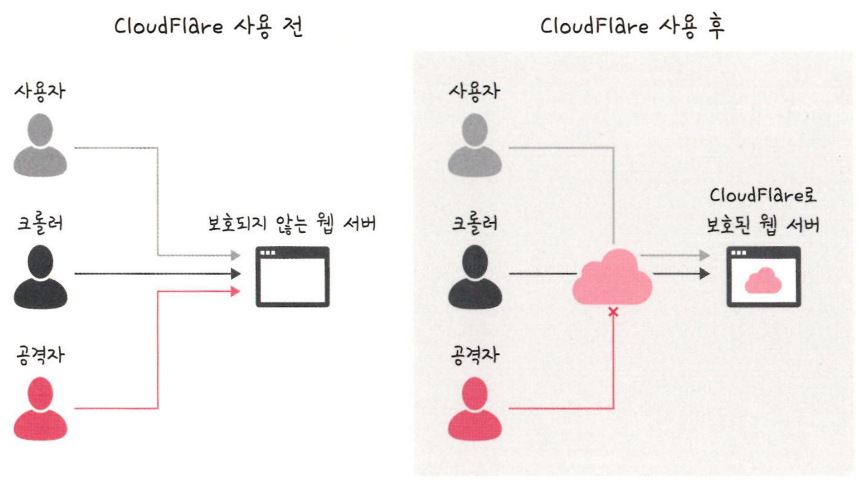 CloudFlare 사용 전
사용자
크롤러
보호되지 않는 웹 서버
공격자
CloudFlare 사용 후
사용자
크롤러
CloudFlare로
보호된 웹 서버
공격자